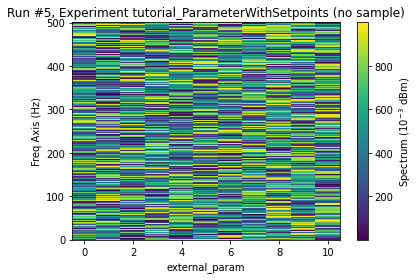 Run #5, Experiment tutorial_ParameterWithSetpoints (no sample)
500
400
300
200
100
0
Freq Axis (Hz)
0 2 4 6 8 10
external_param
800
600
400
200
Spectrum (10⁻³ dBm)